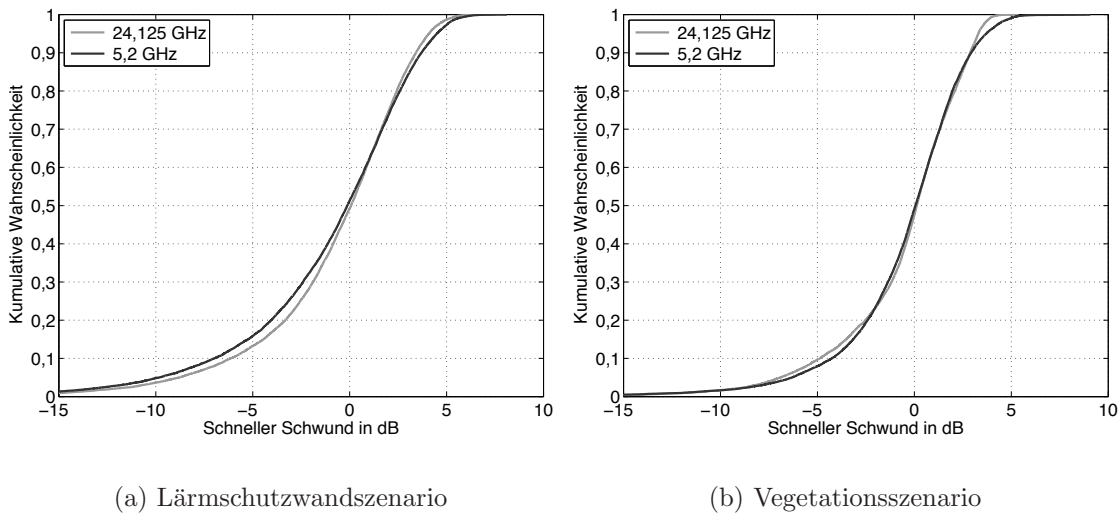 1
0,9
0,8
0,7
0,6
0,5
0,4
0,3
0,2
0,1
0
Kumulative Wahrscheinlichkeit
24,125 GHz
5,2 GHz
−15 −10 −5 0 5 10
Schneller Schwund in dB
(a) Lärmschutzwandszenario
1
0,9
0,8
0,7
0,6
0,5
0,4
0,3
0,2
0,1
0
Kumulative Wahrscheinlichkeit
24,125 GHz
5,2 GHz
−15 −10 −5 0 5 10
Schneller Schwund in dB
(b) Vegetationsszenario